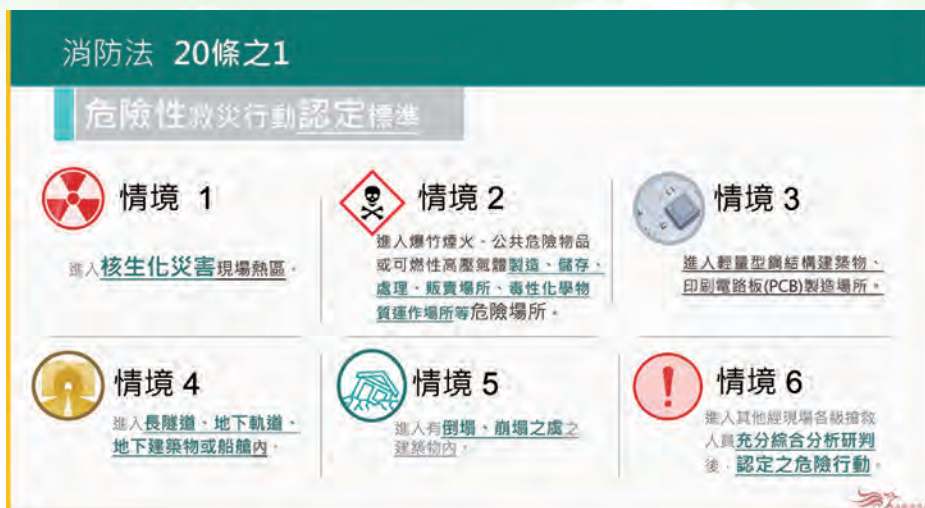 消防法 20條之1
危險性救災行動認定標準
情境 1
進入核生化災害現場熱區。
情境 2
進入爆竹煙火、公共危險物品
或可燃性高壓氣體製造、儲存、
處理、販賣場所、毒性化學物
質運作場所等危險場所。
情境 3
進入輕量型鋼結構建築物、
印刷電路板(PCB)製造場所。
情境 4
進入長隧道、地下軌道、
地下建築物或船艙內。
情境 5
進入有倒塌、崩塌之虞之
建築物內。
情境 6
進入其他經現場各級搶救
人員充分綜合分析研判
後，認定之危險行動。